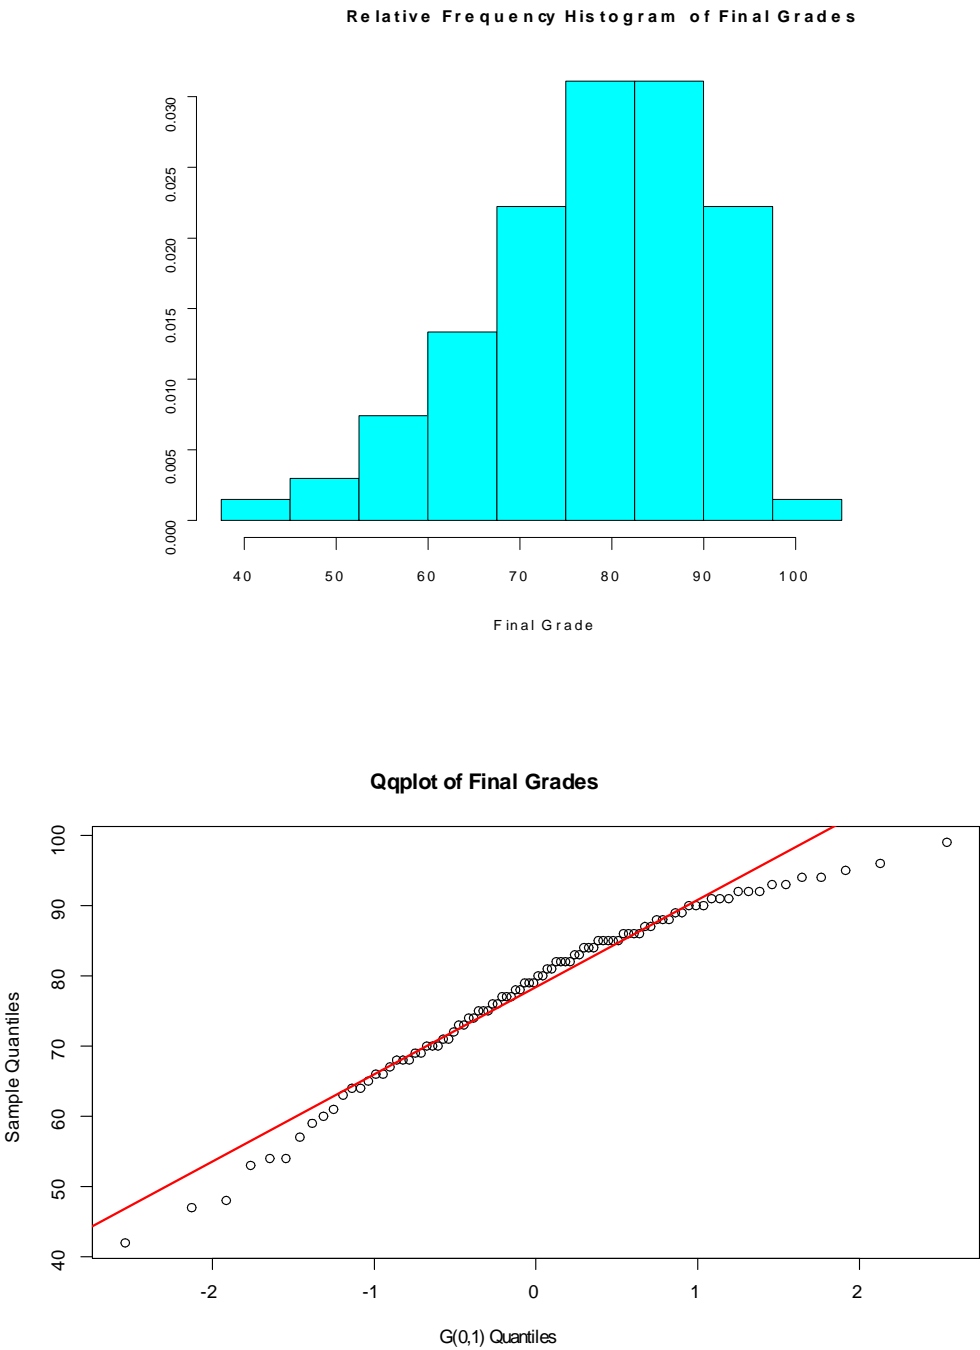 Relative Frequency Histogram of Final Grades
0.030
0.025
0.020
0.015
0.010
0.005
0.000
40 50 60 70 80 90 100
Final Grade
Qqplot of Final Grades
100
90
80
70
60
50
40
Sample Quantiles
-2 -1 0 1 2
G(0,1) Quantiles